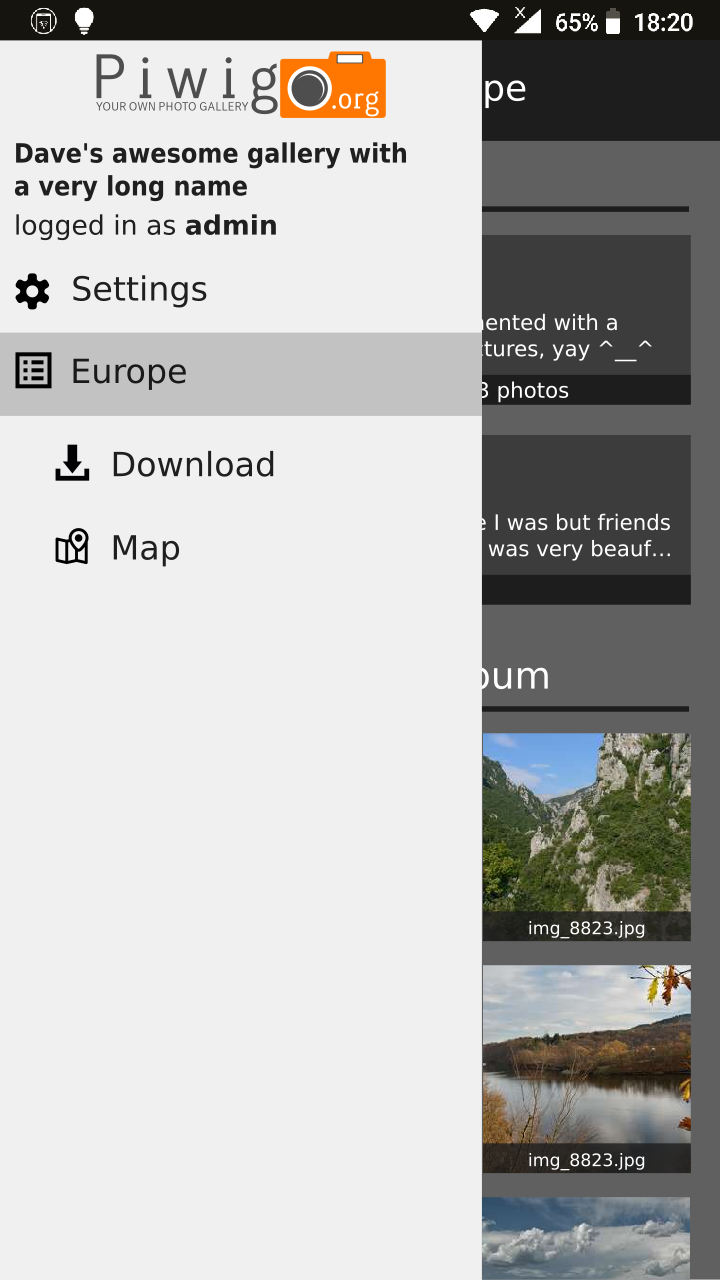 65% 18:20
Piwigo.org
YOUR OWN PHOTO GALLERY
Dave's awesome gallery with
a very long name
logged in as admin
Settings
Europe
Download
Map
pe
ented with a
tures, yay ^__^
3 photos
e I was but friends
was very beauf...
bum
img_8823.jpg
img_8823.jpg